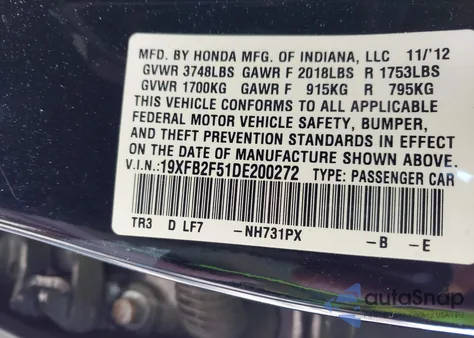 MFD. BY HONDA MFG. OF INDIANA, LLC 11/'12
GVWR 3748LBS GAWR F 2018LBS R 1753LBS
GVWR 1700KG GAWR F 915KG R 795KG
THIS VEHICLE CONFORMS TO ALL APPLICABLE
FEDERAL MOTOR VEHICLE SAFETY, BUMPER,
AND THEFT PREVENTION STANDARDS IN EFFECT
ON THE DATE OF MANUFACTURE SHOWN ABOVE.
V.I.N.: 19XFB2F51DE200272 TYPE: PASSENGER CAR
TR3 D LF7 -NH731PX -B -E
autoSnap